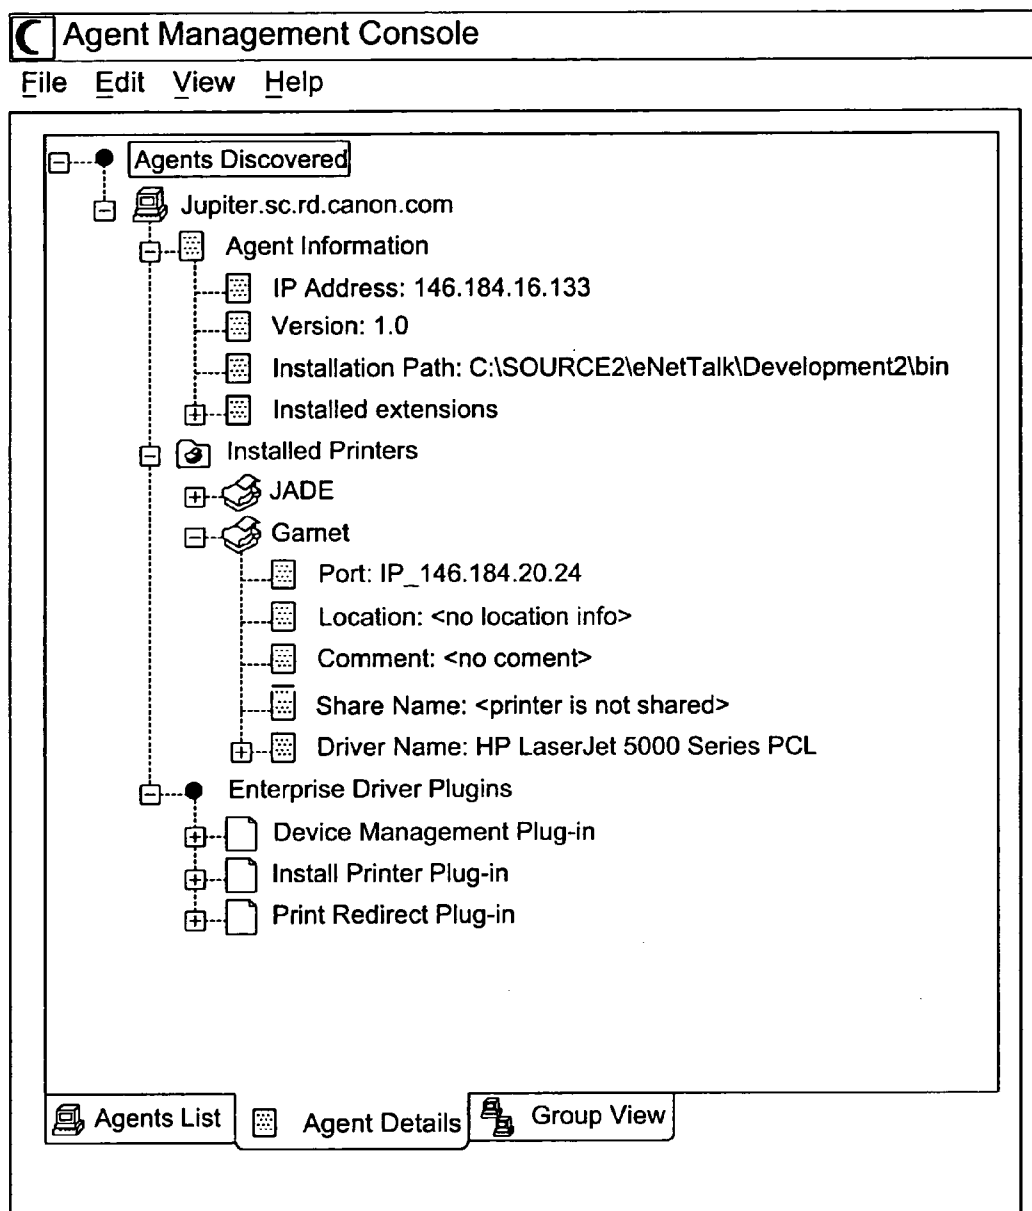 Agent Management Console
File Edit View Help
Agents Discovered
Jupiter.sc.rd.canon.com
Agent Information
IP Address: 146.184.16.133
Version: 1.0
Installation Path: C:\SOURCE2\eNetTalk\Development2\bin
Installed extensions
Installed Printers
JADE
Garnet
Port: IP_146.184.20.24
Location: <no location info>
Comment: <no coment>
Share Name: <printer is not shared>
Driver Name: HP LaserJet 5000 Series PCL
Enterprise Driver Plugins
Device Management Plug-in
Install Printer Plug-in
Print Redirect Plug-in
Agents List Agent Details Group View